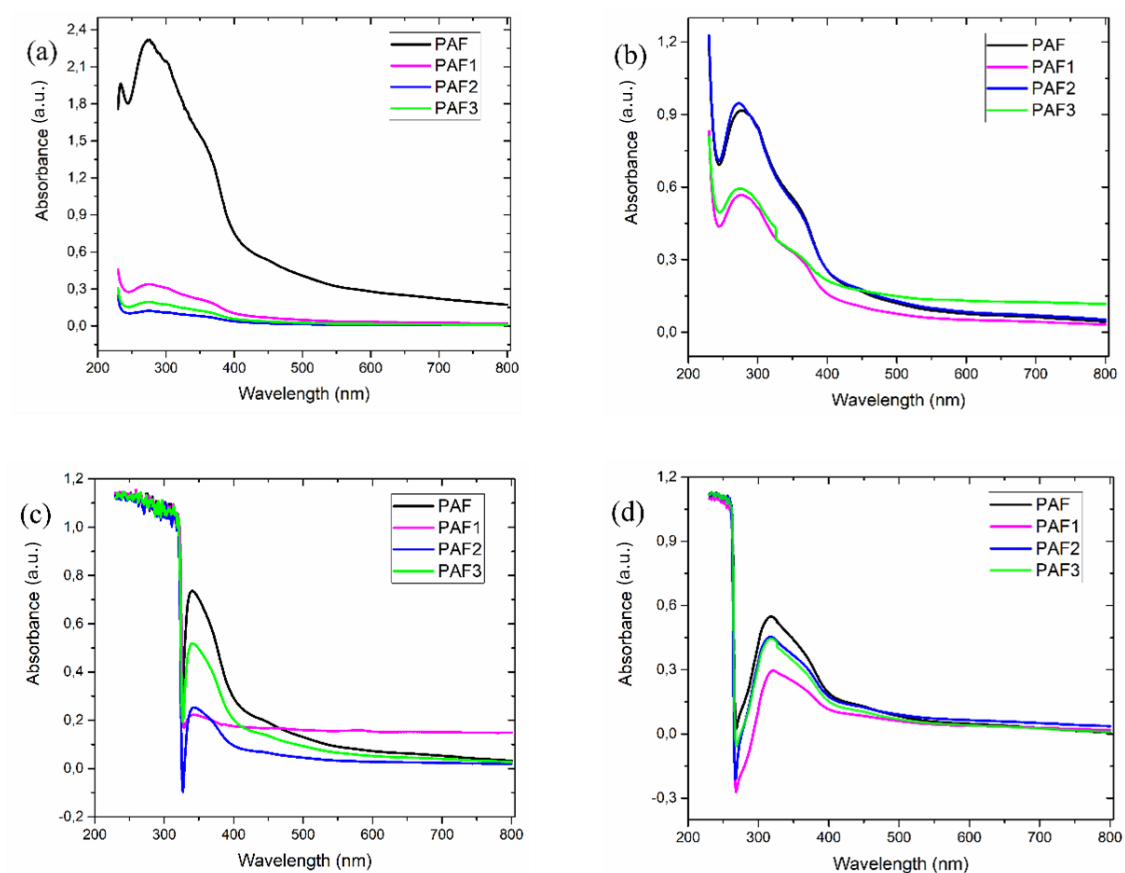 (a)
PAF
PAF1
PAF2
PAF3
Absorbance (a.u.)
2,4
2,1
1,8
1,5
1,2
0,9
0,6
0,3
0,0
200 300 400 500 600 700 800
Wavelength (nm)
(b)
PAF
PAF1
PAF2
PAF3
Absorbance (a.u.)
1,2
0,9
0,6
0,3
0,0
200 300 400 500 600 700 800
Wavelength (nm)
(c)
PAF
PAF1
PAF2
PAF3
Absorbance (a.u.)
1,2
1,0
0,8
0,6
0,4
0,2
0,0
-0,2
200 300 400 500 600 700 800
Wavelength (nm)
(d)
PAF
PAF1
PAF2
PAF3
Absorbance (a.u.)
1,2
0,9
0,6
0,3
0,0
-0,3
200 300 400 500 600 700 800
Wavelength (nm)